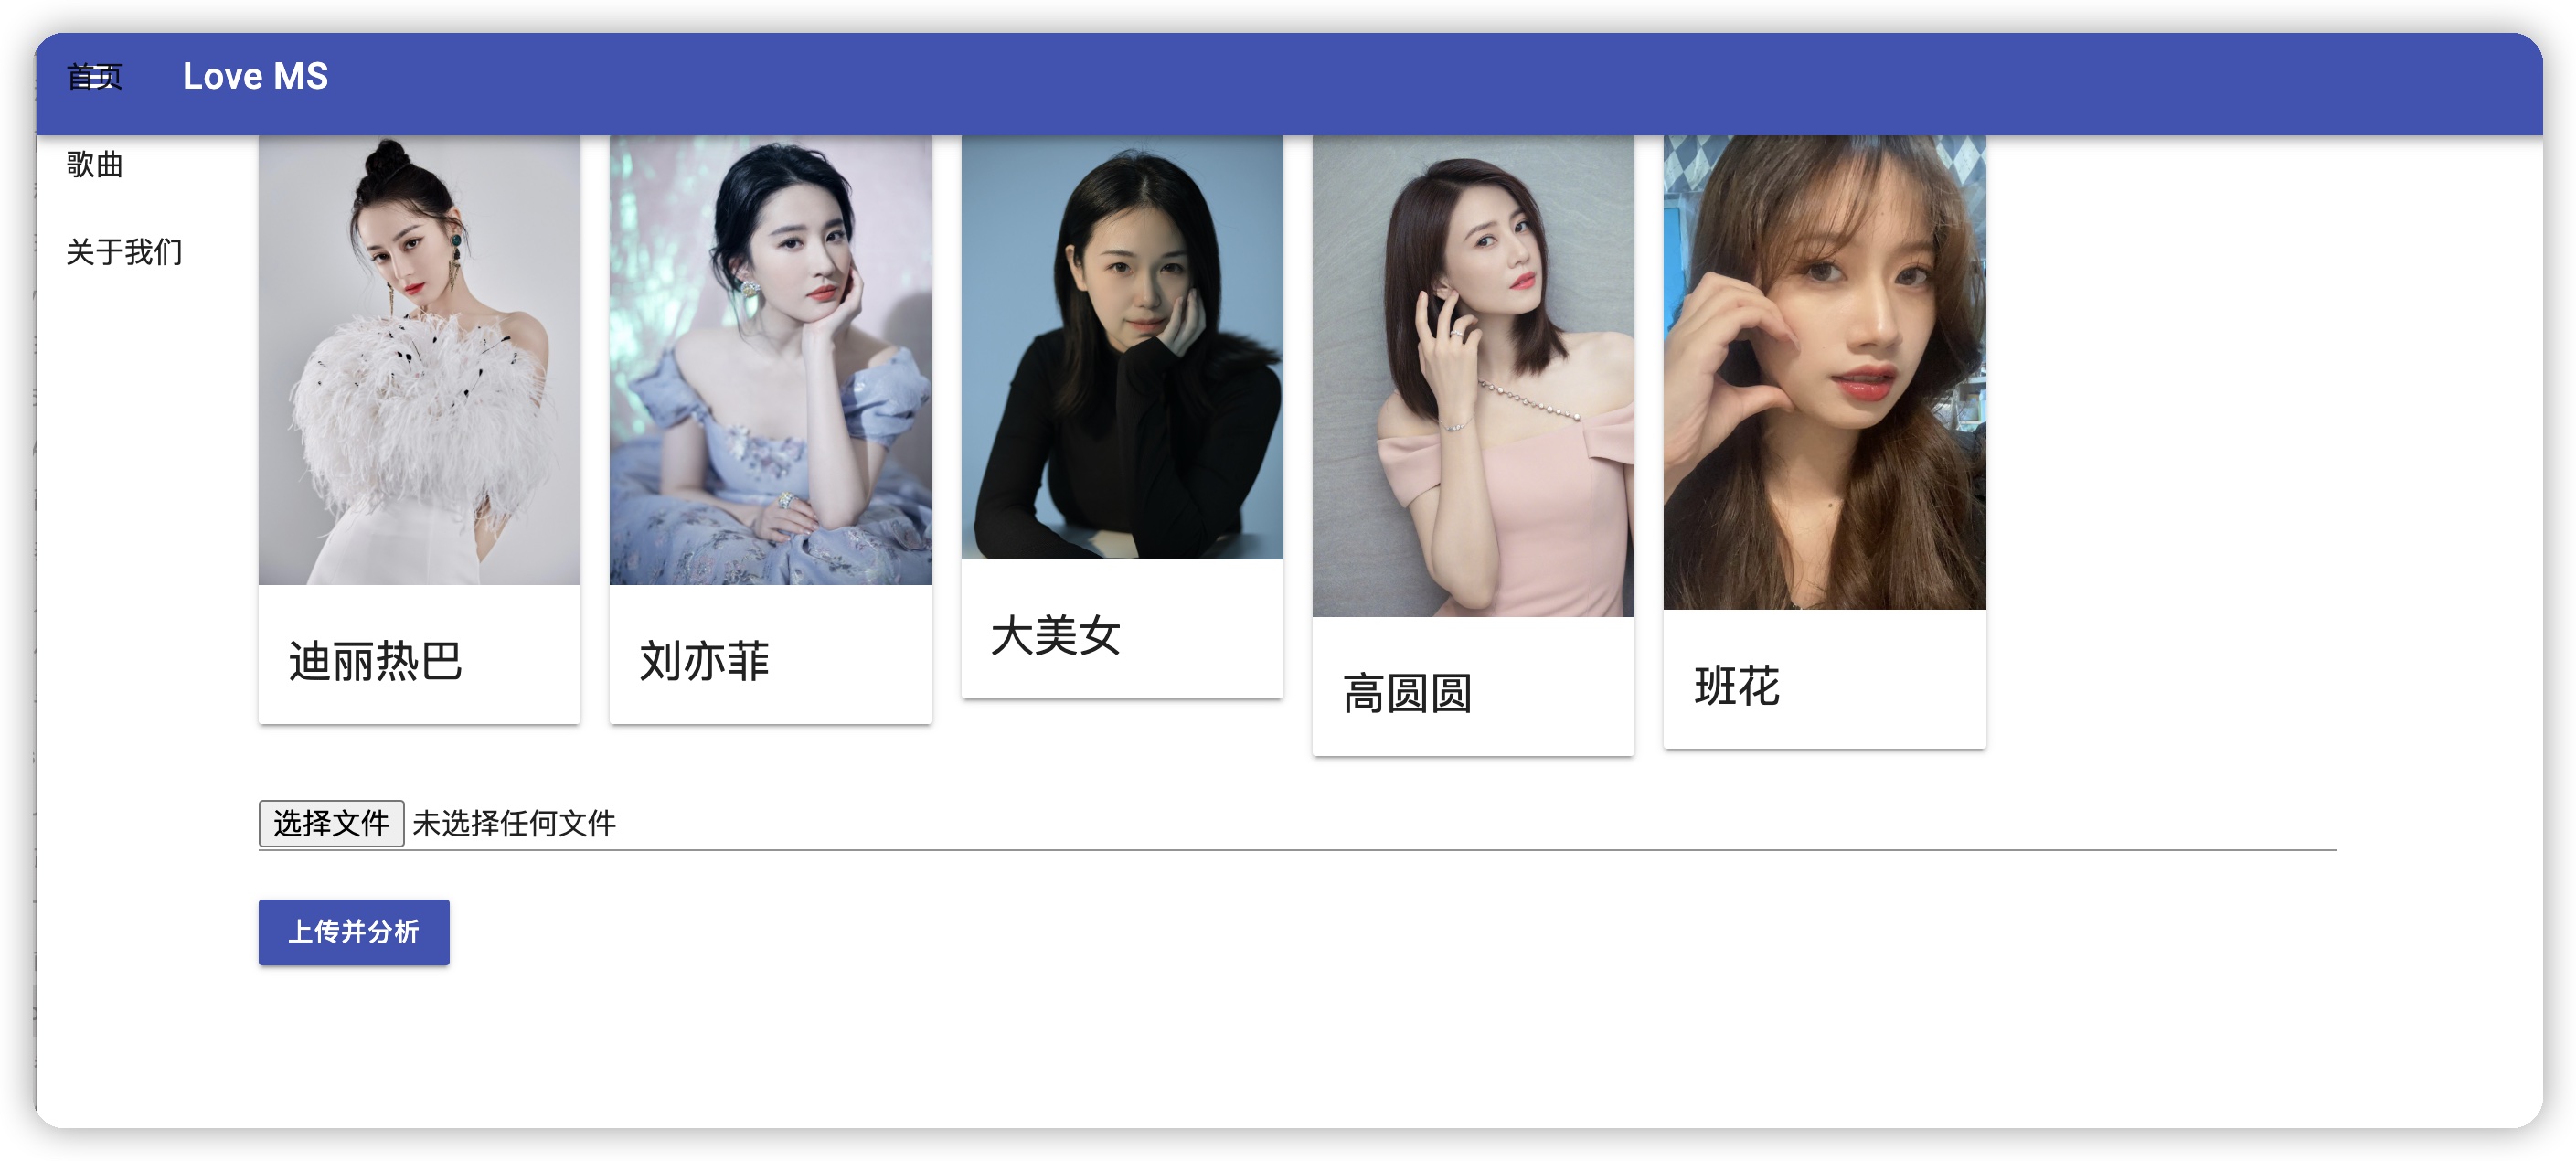 首页
Love MS
歌曲
关于我们
迪丽热巴
刘亦菲
大美女
高圆圆
班花
选择文件 未选择任何文件
上传并分析